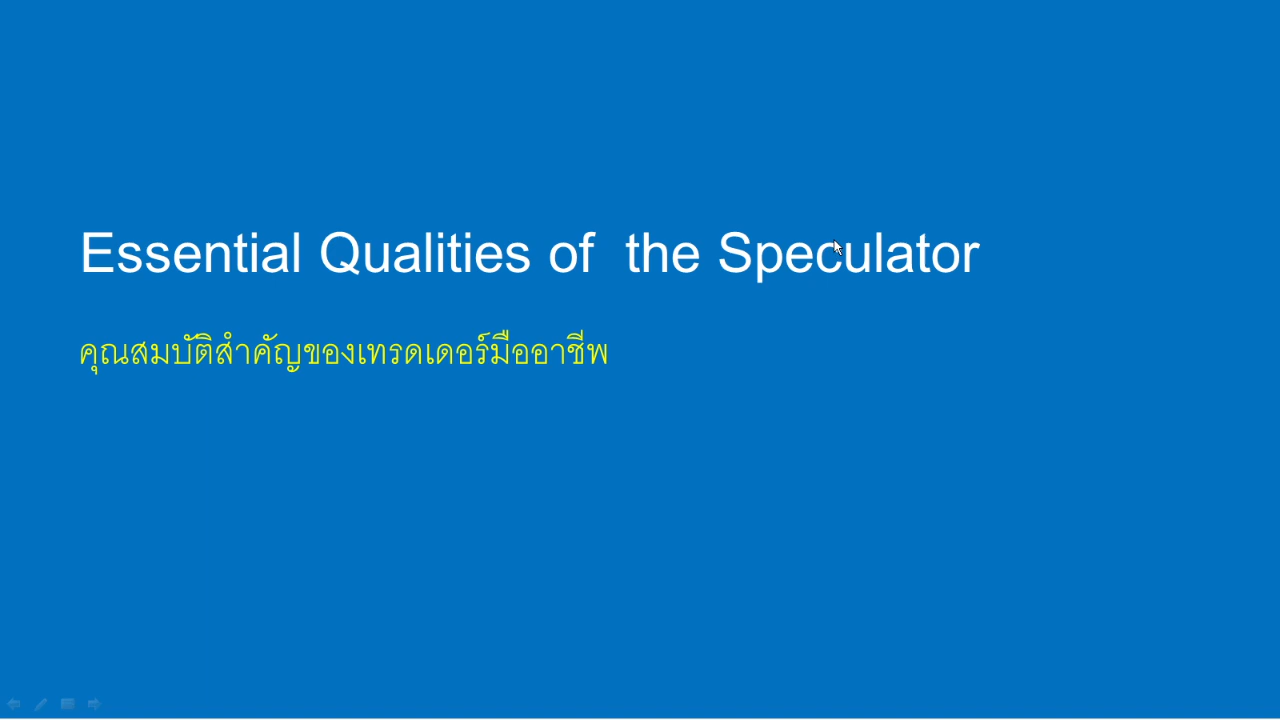 Essential Qualities of  the Speculator
คุณสมบัติสำคัญของเทรดเดอร์มืออาชีพ